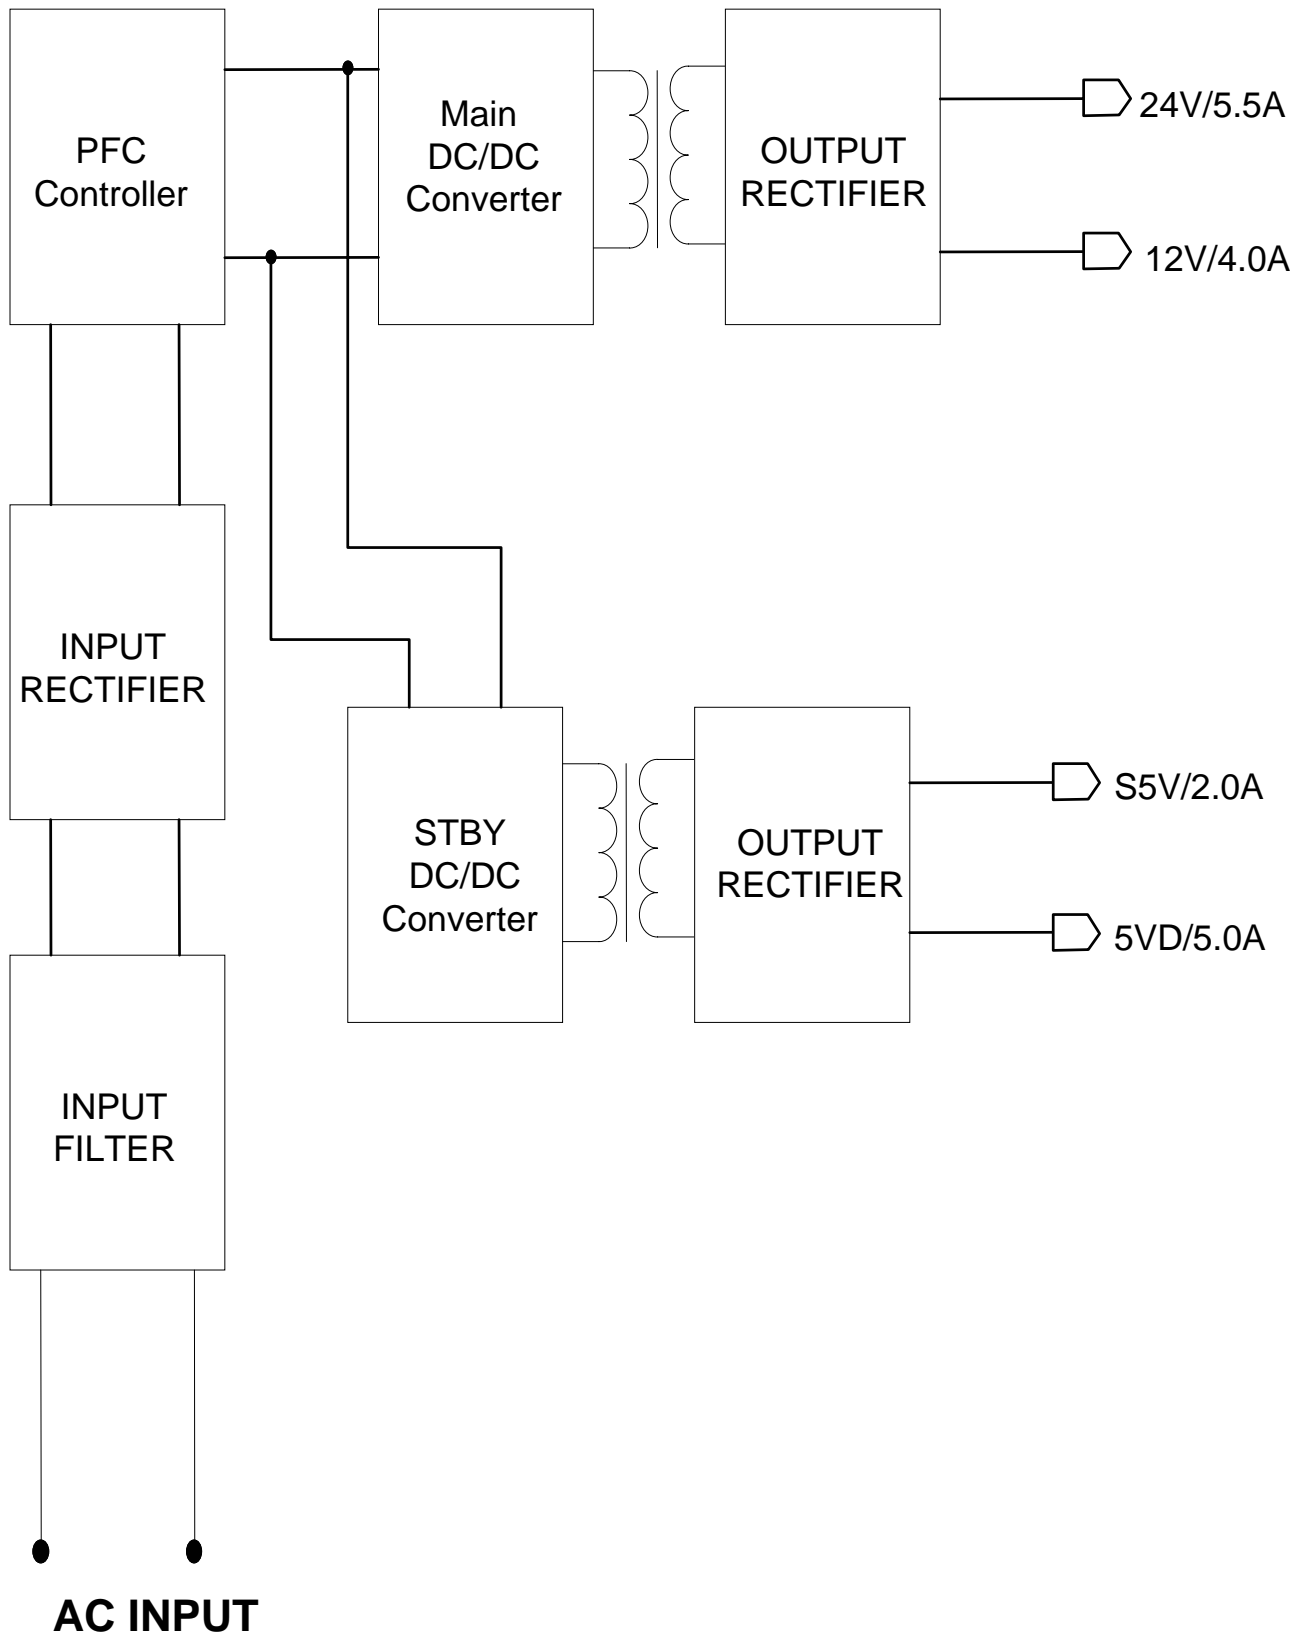 PFC
Controller
Main
DC/DC
Converter
OUTPUT
RECTIFIER
24V/5.5A
12V/4.0A
INPUT
RECTIFIER
STBY
DC/DC
Converter
OUTPUT
RECTIFIER
S5V/2.0A
5VD/5.0A
INPUT
FILTER
AC INPUT